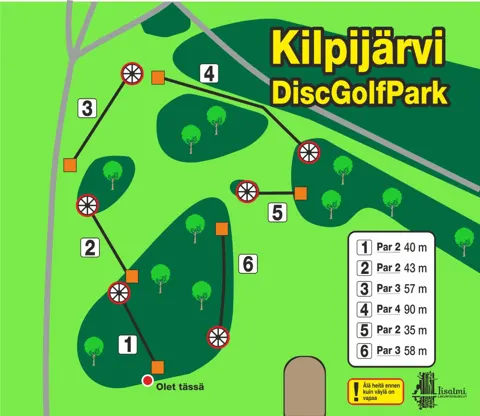 Kilpijärvi
DiscGolfPark
4
3
5
2
6
1
Olet tässä
1 Par 2 40 m
2 Par 2 43 m
3 Par 3 57 m
4 Par 4 90 m
5 Par 2 35 m
6 Par 3 58 m
! Älä heitä ennen
kuin väylä on
vapaa
Iisalmi